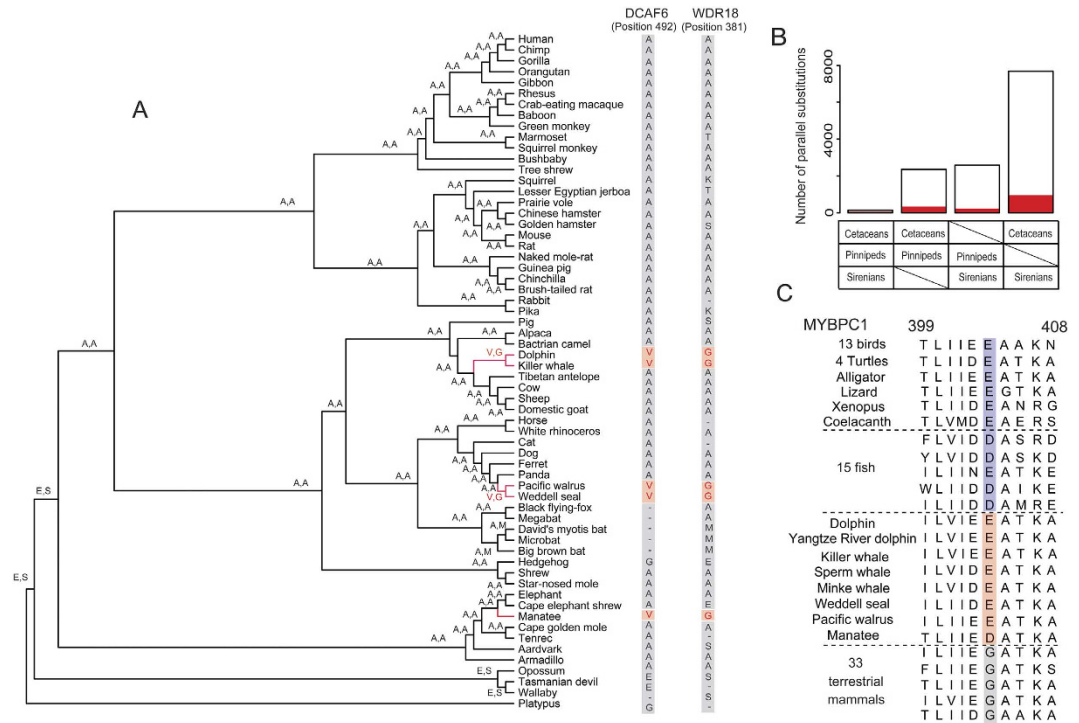 A
DCAF6 WDR18
(Position 492) (Position 381)
A,A Human A A
A,A Chimp A A
A,A Gorilla A A
A,A Orangutan A A
Gibbon A A
A,A Rhesus A A
A,A Crab-eating macaque A A
A,A Baboon A A
A,A Green monkey A A
A,A Marmoset A T
A,A Squirrel monkey A A
Bushbaby A A
A,A Tree shrew A A
Squirrel A K
A,A Lesser Egyptian jerboa A T
A,A Prairie vole A A
A,A Chinese hamster A A
A,A Golden hamster A S
A,A Mouse A A
A,A Rat A A
Naked mole-rat A A
A,A Guinea pig A A
A,A Chinchilla A A
A,A Brush-tailed rat A A
A,A Rabbit A -
Pika A K
Pig A S
A,A Alpaca A A
A,A Bactrian camel A A
V,G Dolphin V G
A,A Killer whale V G
A,A Tibetan antelope A A
A,A Cow A A
A,A Sheep A A
A,A Domestic goat A A
A,A Horse A -
White rhinoceros A A
A,A Cat A -
A,A Dog A A
A,A Ferret A A
A,A Panda A A
A,A Pacific walrus V G
V,G Weddell seal V G
A,A Black flying-fox - A
A,A Megabat - A
A,M David's myotis bat - M
Microbat - M
A,M Big brown bat - M
Hedgehog G E
A,A Shrew A A
A,A Star-nosed mole A A
Elephant A A
A,A Cape elephant shrew A E
Manatee V G
A,A Cape golden mole A A
A,A Tenrec A -
A,A Aardvark A S
Armadillo A A
E,S Opossum E S
E,S Tasmanian devil E -
E,S Wallaby - S
E,S Platypus G -
B
Number of parallel substitutions
8000
4000
0
Cetaceans Cetaceans Cetaceans
Pinnipeds Pinnipeds Pinnipeds
Sirenians Sirenians Sirenians
C
MYBPC1 399 408
13 birds T L I I E E A A K N
4 Turtles T L I I D E A T K A
Alligator T L I I E E A T K A
Lizard T L I I E E G T K A
Xenopus T L I I D E A N R G
Coelacanth T L V M D E A E R S
F L V I D D A S R D
Y L V I D D A S K D
15 fish I L I I N E A T K E
W L I I D D A I K E
I L I I D D A M R E
Dolphin I L V I E E A T K A
Yangtze River dolphin I L V I E E A T K A
Killer whale I L V I E E A T K A
Sperm whale I L V I D E A T K A
Minke whale I L V I E E A T K A
Weddell seal I L I I D E A T K A
Pacific walrus I L V I E E A T K A
Manatee T L I I D D A T K A
33 I L I I E G A T K A
terrestrial F L I I E G A T K S
mammals T L I I E G A T K A
I L V I E G A T K A
T L I I D G A A K A